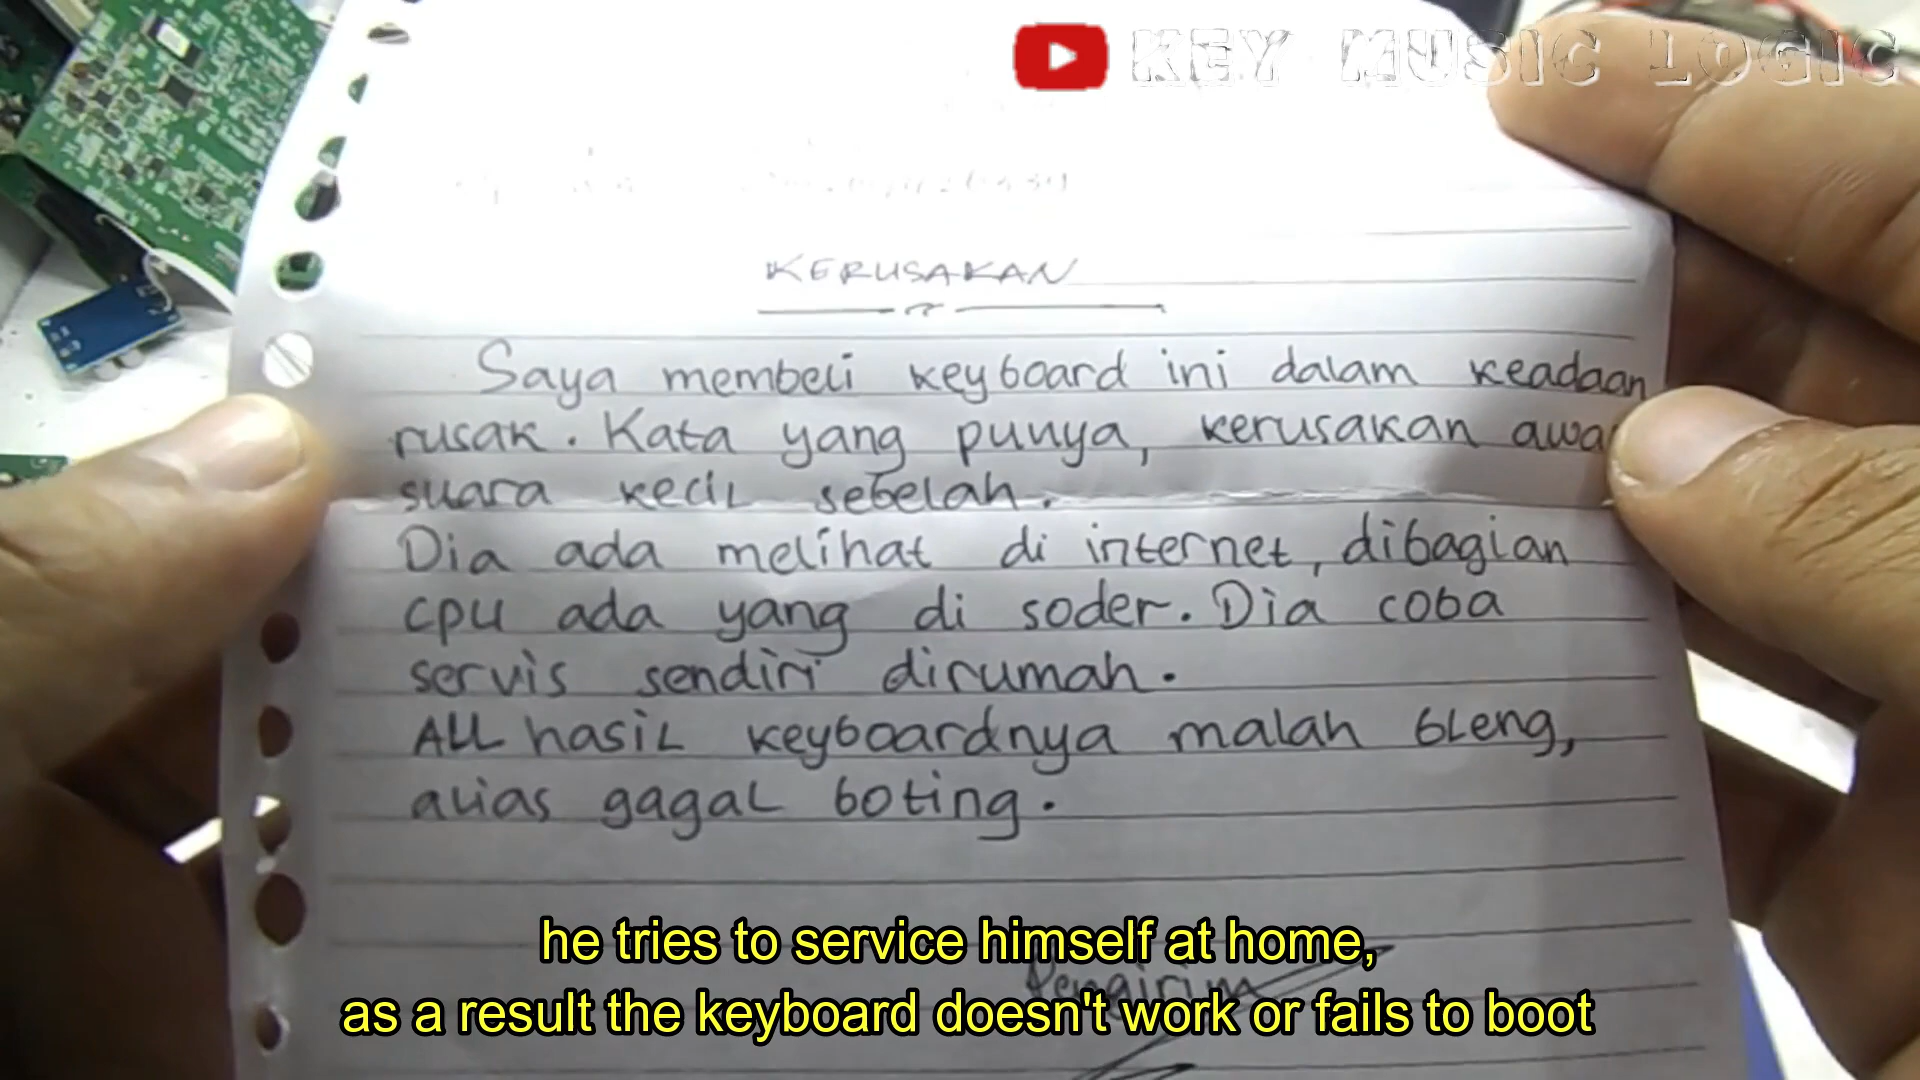 KEY MUSIC LOGIC
KERUSAKAN
Saya membeli keyboard ini dalam keadaan
rusak. Kata yang punya, kerusakan
suara kecil sebelah.
Dia ada melihat di internet, dibagian
cpu ada yang di soder. Dia coba
servis sendiri dirumah.
ALL hasil keyboardnya malah bleng,
alias gagal boting.
Pengirim
he tries to service himself at home,
as a result the keyboard doesn't work or fails to boot